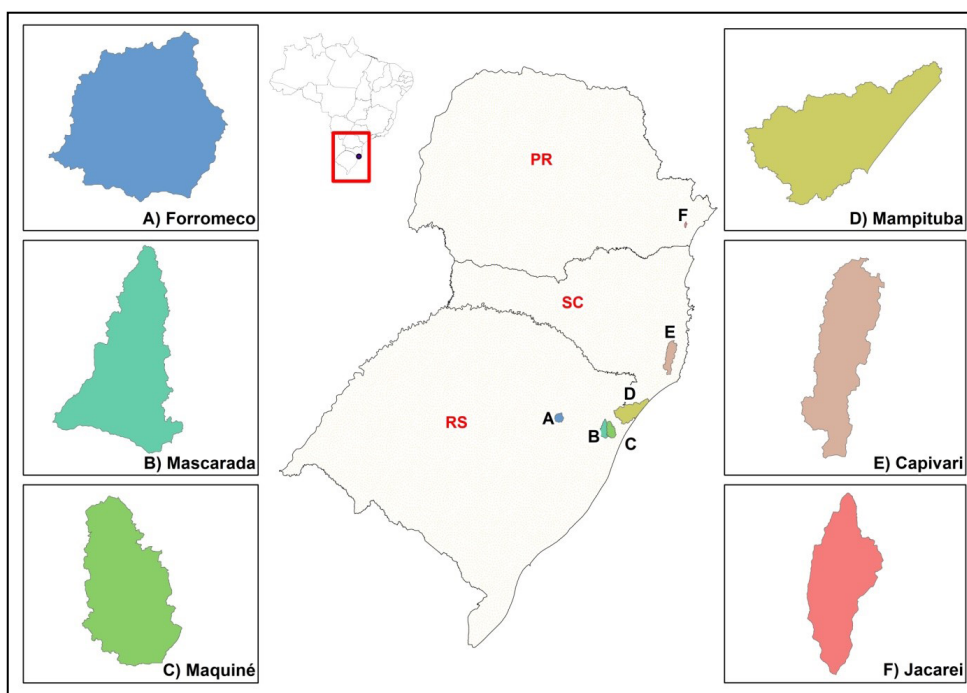 A) Forromeco
B) Mascarada
C) Maquiné
PR
F
SC
E
D
A
RS
B
C
D) Mampituba
E) Capivari
F) Jacarei